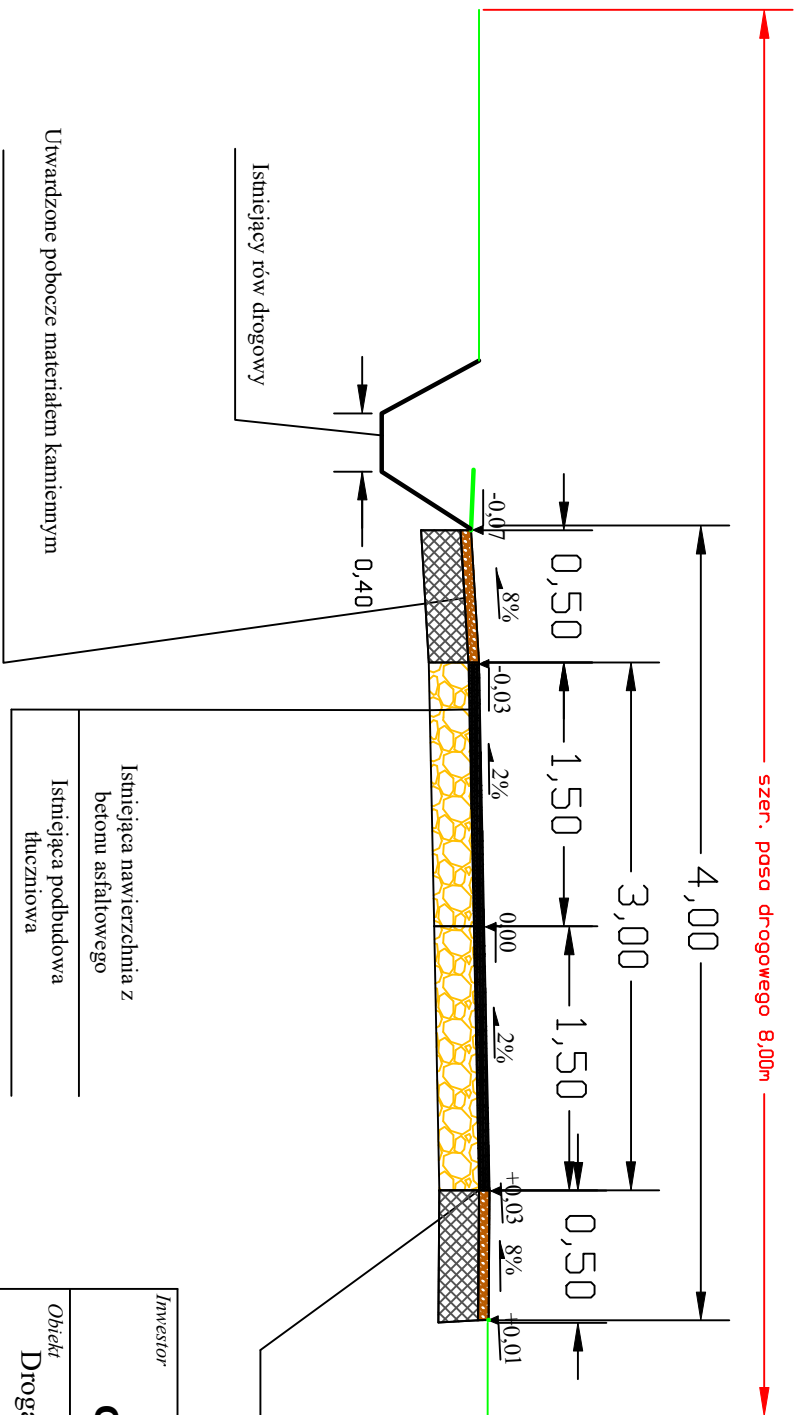 szer. pasa drogowego 8,00m
4,00
3,00
0,50
1,50
1,50
0,50
-0,07
8%
-0,03
2%
0,00
2%
+0,03
8%
+0,01
0,40
Istniejący rów drogowy
Utwardzone pobocze materiałem kamiennym
Istniejąca nawierzchnia z
betonu asfaltowego
Istniejąca podbudowa
tłuczniowa
Inwestor
Obiekt
Droga